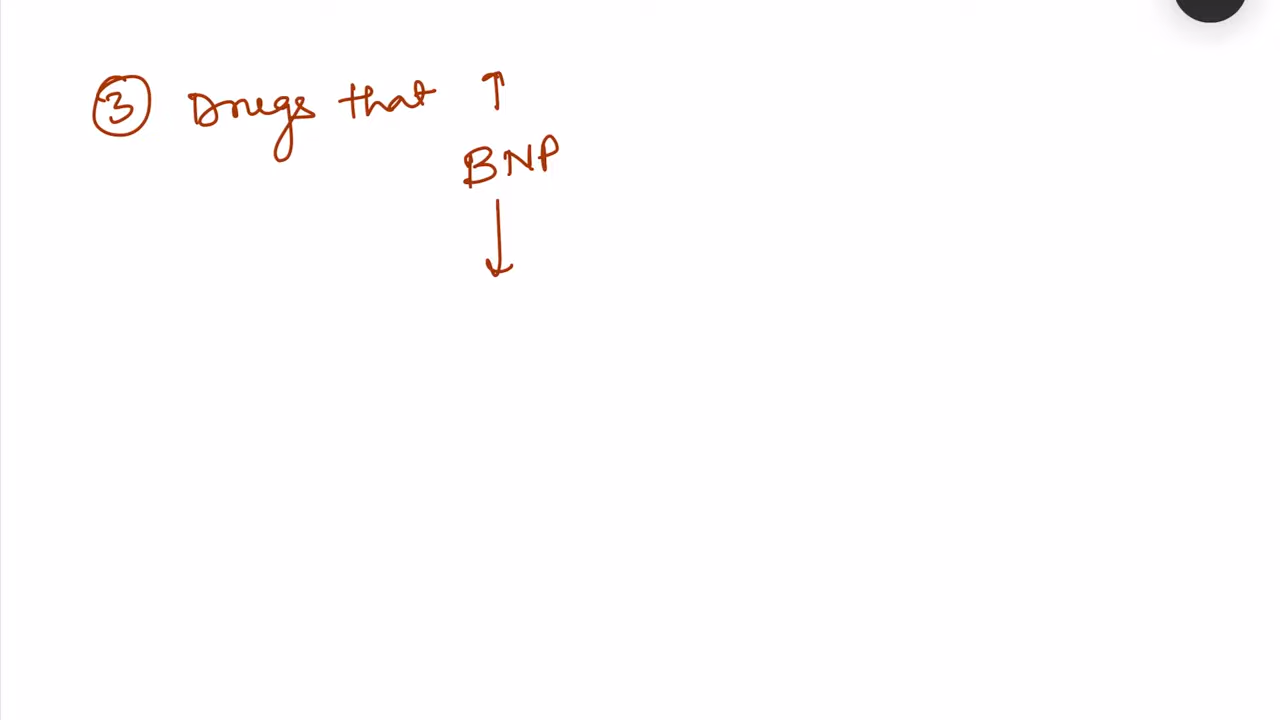 ③ Drugs that ↑
BNP
↓